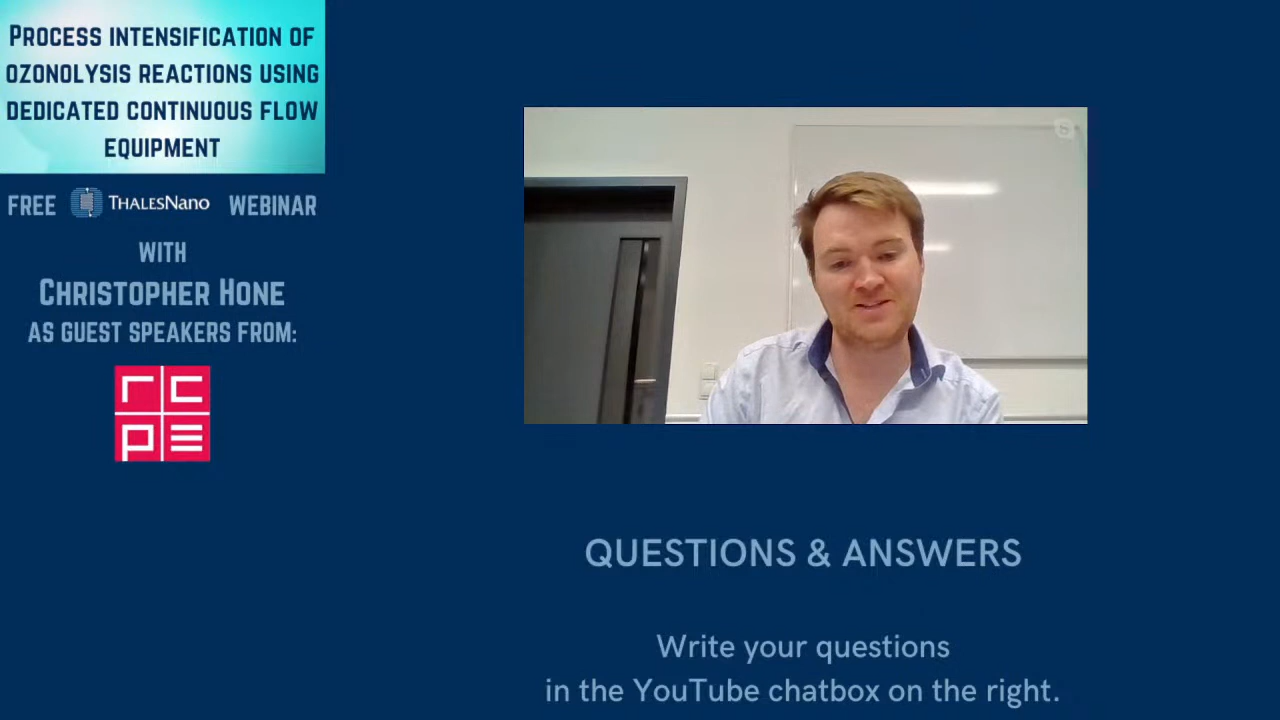 PROCESS INTENSIFICATION OF
OZONOLYSIS REACTIONS USING
DEDICATED CONTINUOUS FLOW
EQUIPMENT
FREE THALESNANO WEBINAR
WITH
CHRISTOPHER HONE
AS GUEST SPEAKERS FROM:
rc
pe
S
QUESTIONS & ANSWERS
Write your questions
in the YouTube chatbox on the right.